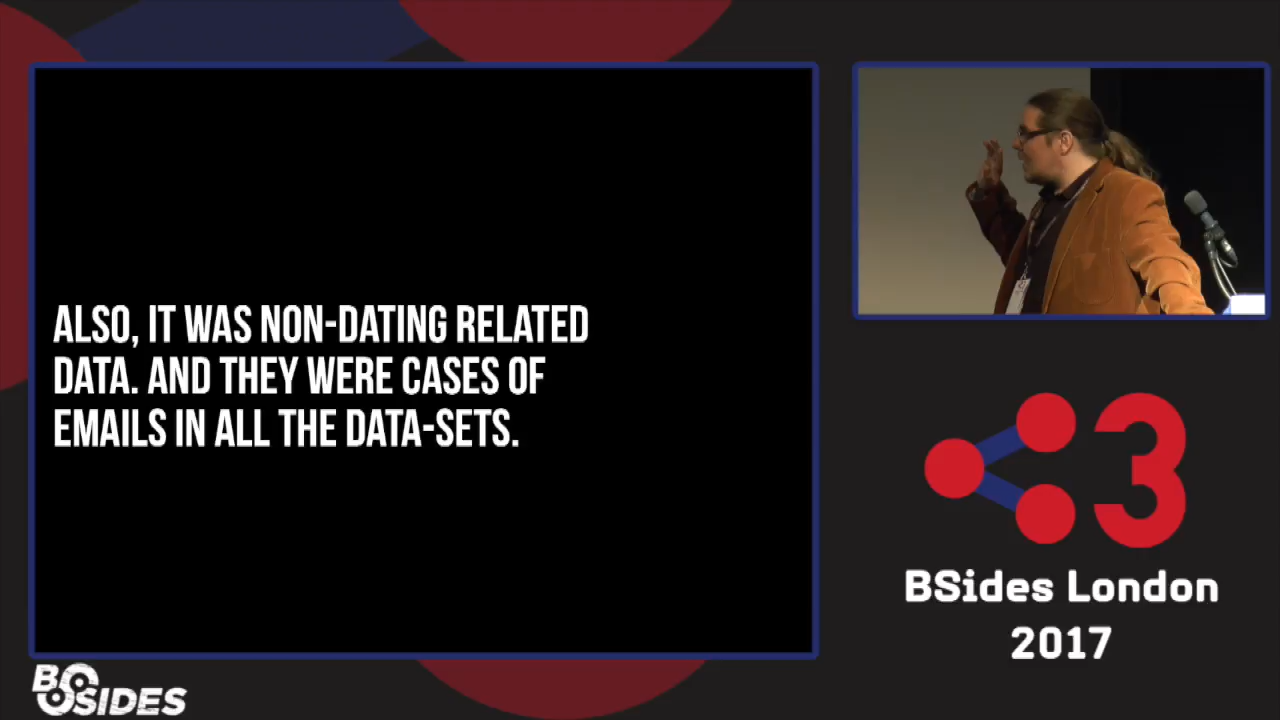 ALSO, IT WAS NON-DATING RELATED
DATA. AND THEY WERE CASES OF
EMAILS IN ALL THE DATA-SETS.
<3
BSides London
2017
BSIDES